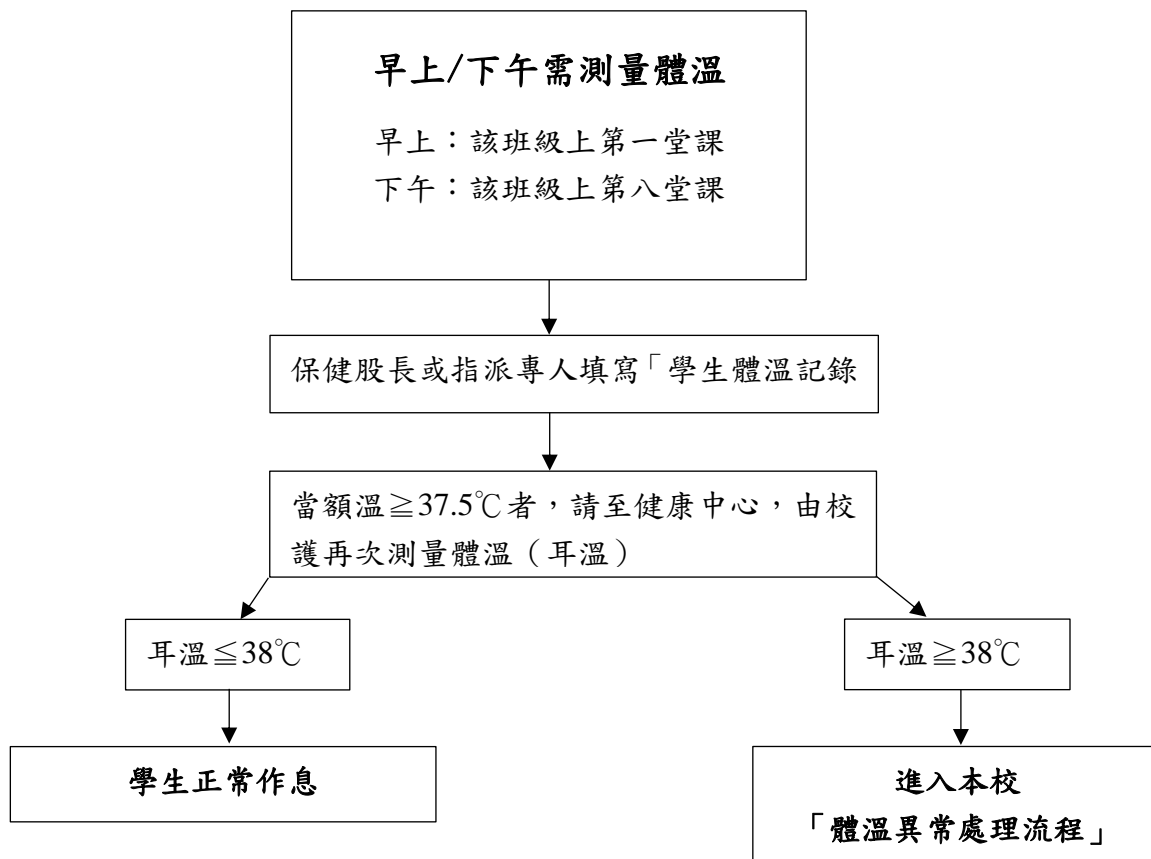 早上/下午需測量體溫
早上：該班級上第一堂課
下午：該班級上第八堂課
保健股長或指派專人填寫「學生體溫記錄
當額溫≧37.5℃者，請至健康中心，由校
護再次測量體溫（耳溫）
耳溫≦38℃
耳溫≧38℃
學生正常作息
進入本校
「體溫異常處理流程」